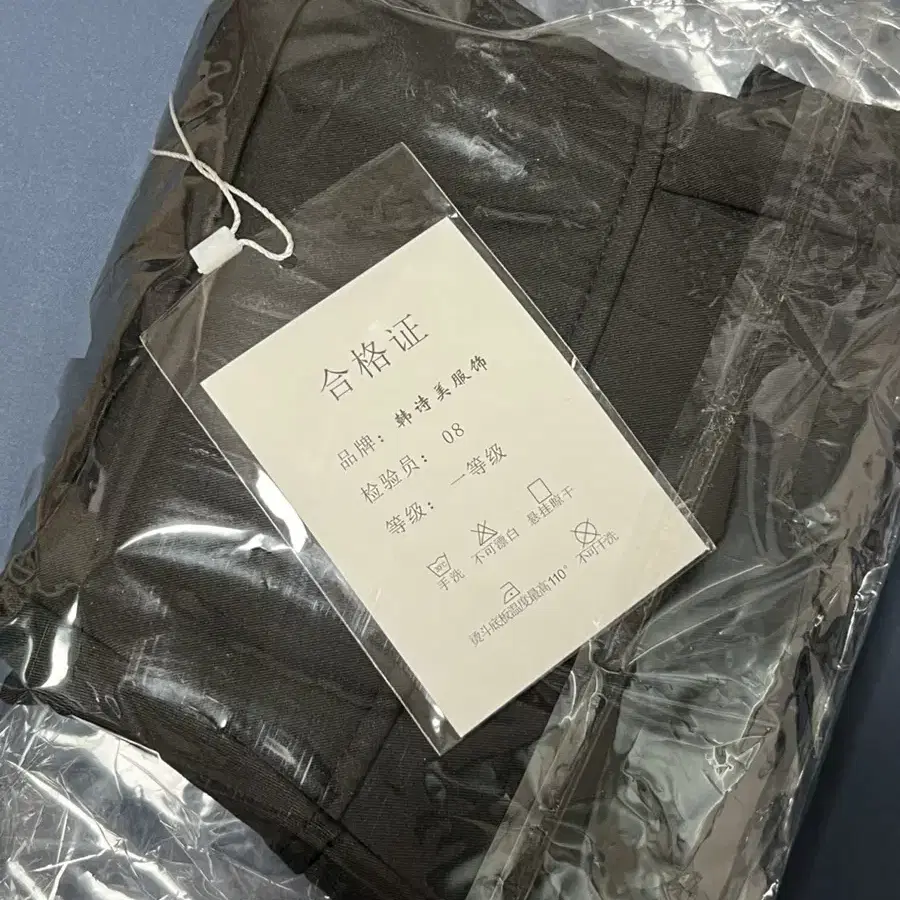 合格证
品牌: 韩诗美服饰
检验员: 08
等级: 一等级
手洗 不可漂白 悬挂晾干 不可干洗
熨斗底板温度最高110°